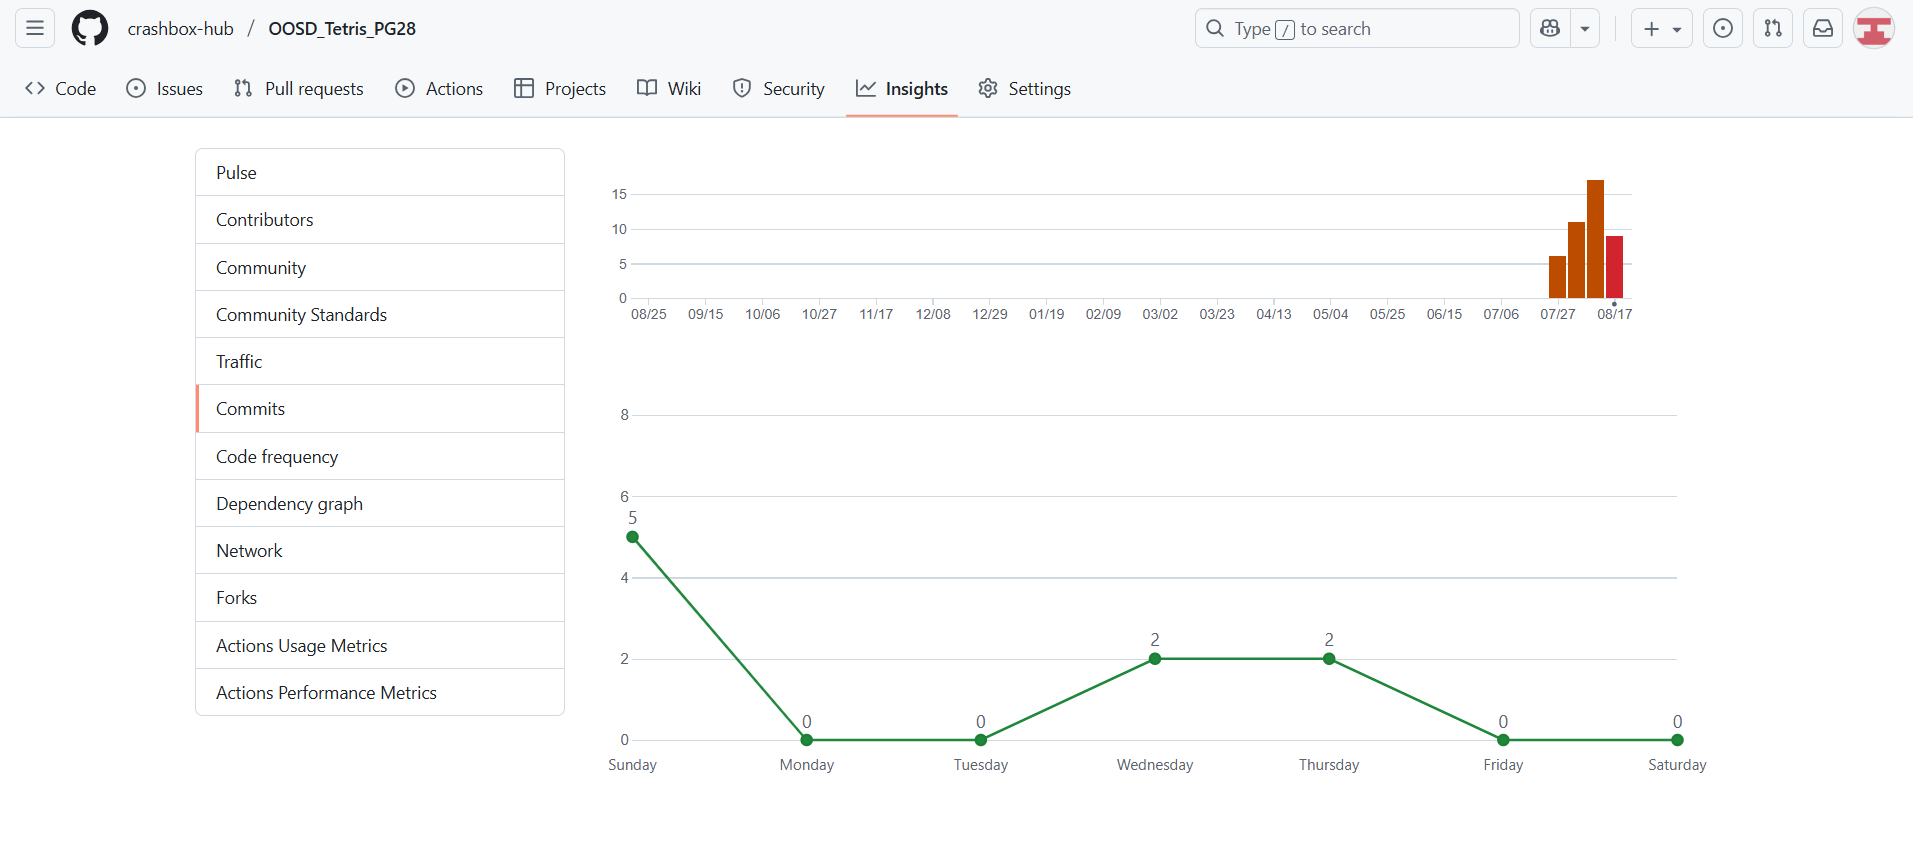 crashbox-hub / OOSD_Tetris_PG28
Type / to search
Code Issues Pull requests Actions Projects Wiki Security Insights Settings
Pulse
Contributors
Community
Community Standards
Traffic
Commits
Code frequency
Dependency graph
Network
Forks
Actions Usage Metrics
Actions Performance Metrics
15
10
5
0
08/25 09/15 10/06 10/27 11/17 12/08 12/29 01/19 02/09 03/02 03/23 04/13 05/04 05/25 06/15 07/06 07/27 08/17
8
6
5
4
2 2
2
0 0 0 0
0
Sunday Monday Tuesday Wednesday Thursday Friday Saturday